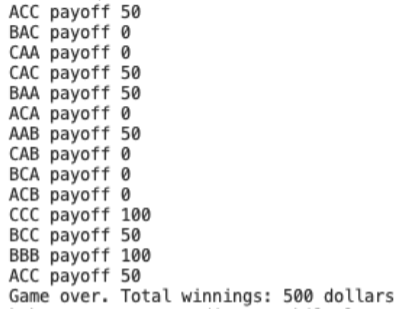 ACC payoff 50
BAC payoff 0
CAA payoff 0
CAC payoff 50
BAA payoff 50
ACA payoff 0
AAB payoff 50
CAB payoff 0
BCA payoff 0
ACB payoff 0
CCC payoff 100
BCC payoff 50
BBB payoff 100
ACC payoff 50
Game over. Total winnings: 500 dollars